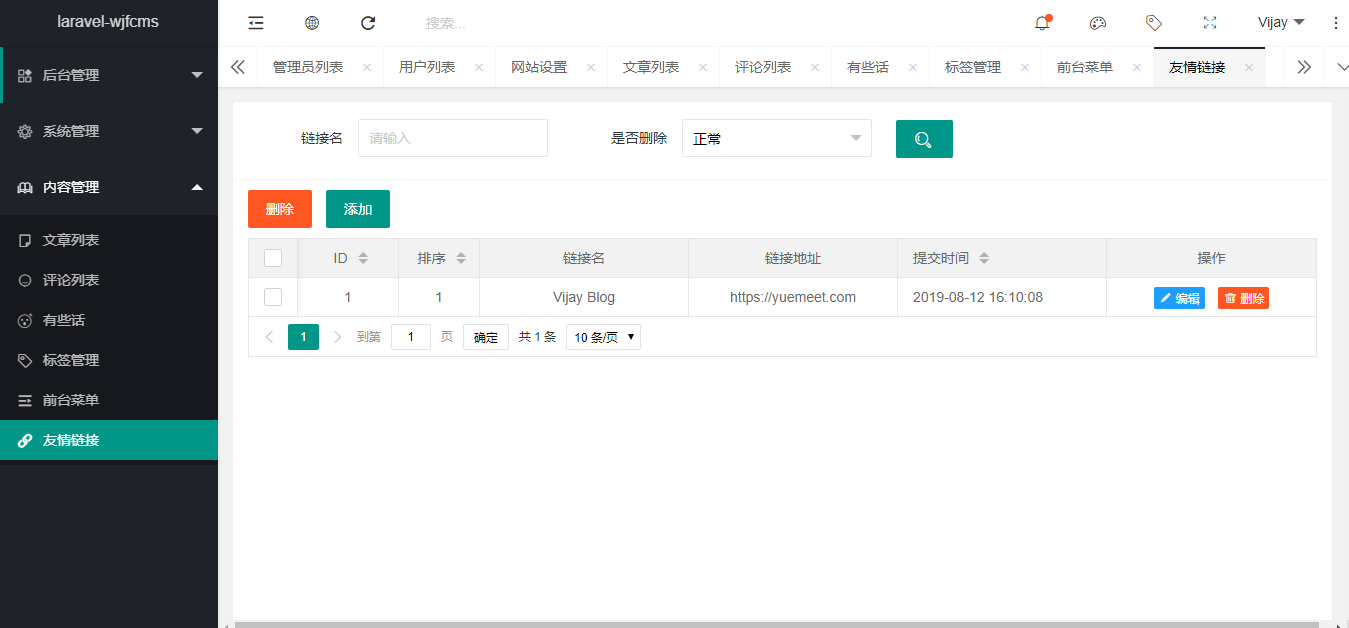 laravel-wjfcms
搜索...
Vijay
后台管理
系统管理
内容管理
文章列表
评论列表
有些话
标签管理
前台菜单
友情链接
管理员列表 用户列表 网站设置 文章列表 评论列表 有些话 标签管理 前台菜单 友情链接
链接名 请输入 是否删除 正常
删除 添加
ID 排序 链接名 链接地址 提交时间 操作
1 1 Vijay Blog https://yuemeet.com 2019-08-12 16:10:08 编辑 删除
1 到第 1 页 确定 共 1 条 10 条/页